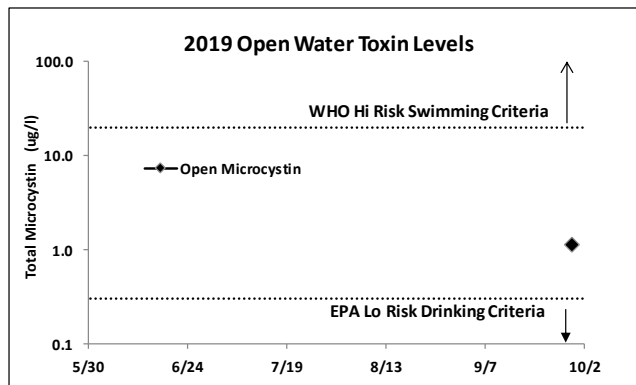 2019 Open Water Toxin Levels
100.0
WHO Hi Risk Swimming Criteria
10.0
Open Microcystin
Total Microcystin (ug/l)
1.0
EPA Lo Risk Drinking Criteria
0.1
5/30 6/24 7/19 8/13 9/7 10/2